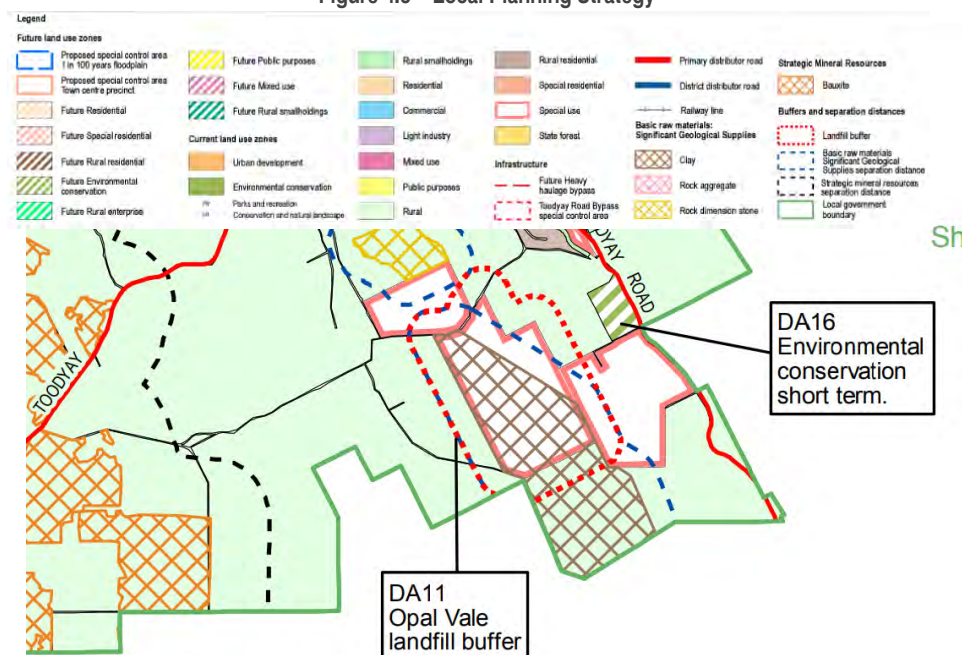 Legend
Future land use zones
Proposed special control area
1 in 100 years floodplain
Proposed special control area
Town centre precinct
Future Residential
Future Special residential
Future Rural residential
Future Environmental
conservation
Future Rural enterprise
Future Public purposes
Future Mixed use
Future Rural smallholdings
Current land use zones
Urban development
Environmental conservation
Parks and recreation
Conservation and natural landscape
Rural smallholdings
Residential
Commercial
Light industry
Mixed use
Public purposes
Rural
Rural residential
Special residential
Special use
State forest
Infrastructure
Future Heavy
haulage bypass
Toodyay Road Bypass
special control area
Primary distributor road
District distributor road
Railway line
Basic raw materials:
Significant Geological Supplies
Clay
Rock aggregate
Rock dimension stone
Strategic Mineral Resources
Bauxite
Buffers and separation distances
Landfill buffer
Basic raw materials
Significant Geological
Supplies separation distance
Strategic mineral resources
separation distance
Local government
boundary
Sh
ROAD
TOODYAY
DA16
Environmental
conservation
short term.
DA11
Opal Vale
landfill buffer